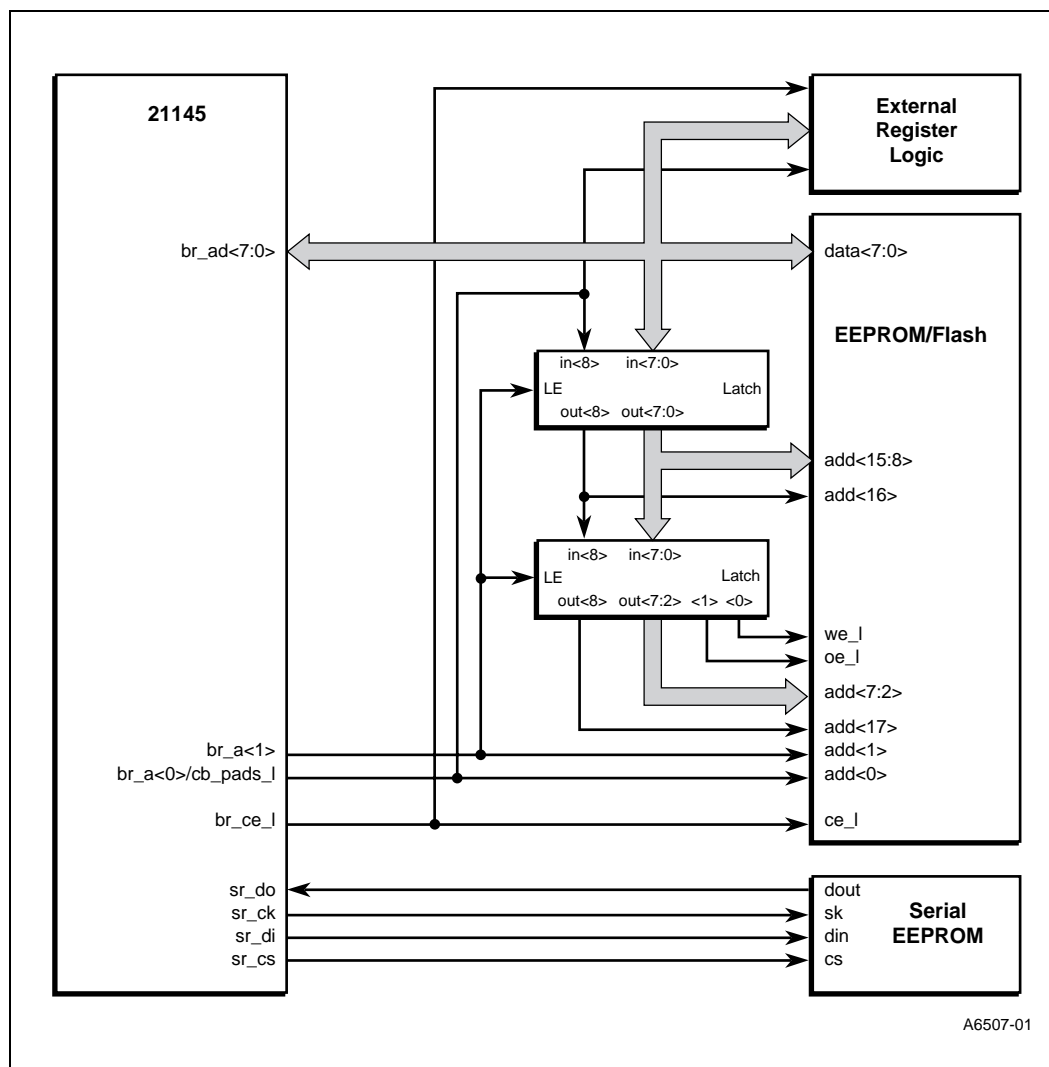 21145
External
Register
Logic
br_ad<7:0>
data<7:0>
EEPROM/Flash
in<8> in<7:0>
LE Latch
out<8> out<7:0>
add<15:8>
add<16>
in<8> in<7:0>
LE Latch
out<8> out<7:2> <1> <0>
we_l
oe_l
add<7:2>
add<17>
br_a<1>
add<1>
br_a<0>/cb_pads_l
add<0>
br_ce_l
ce_l
sr_do
dout
sr_ck
sk
Serial
EEPROM
sr_di
din
sr_cs
cs
A6507-01